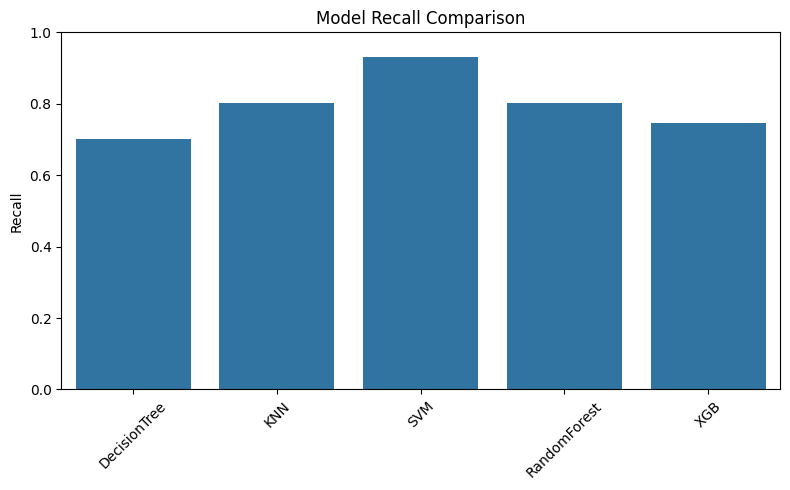 Model Recall Comparison
1.0
0.8
0.6
0.4
0.2
0.0
Recall
DecisionTree
KNN
SVM
RandomForest
XGB